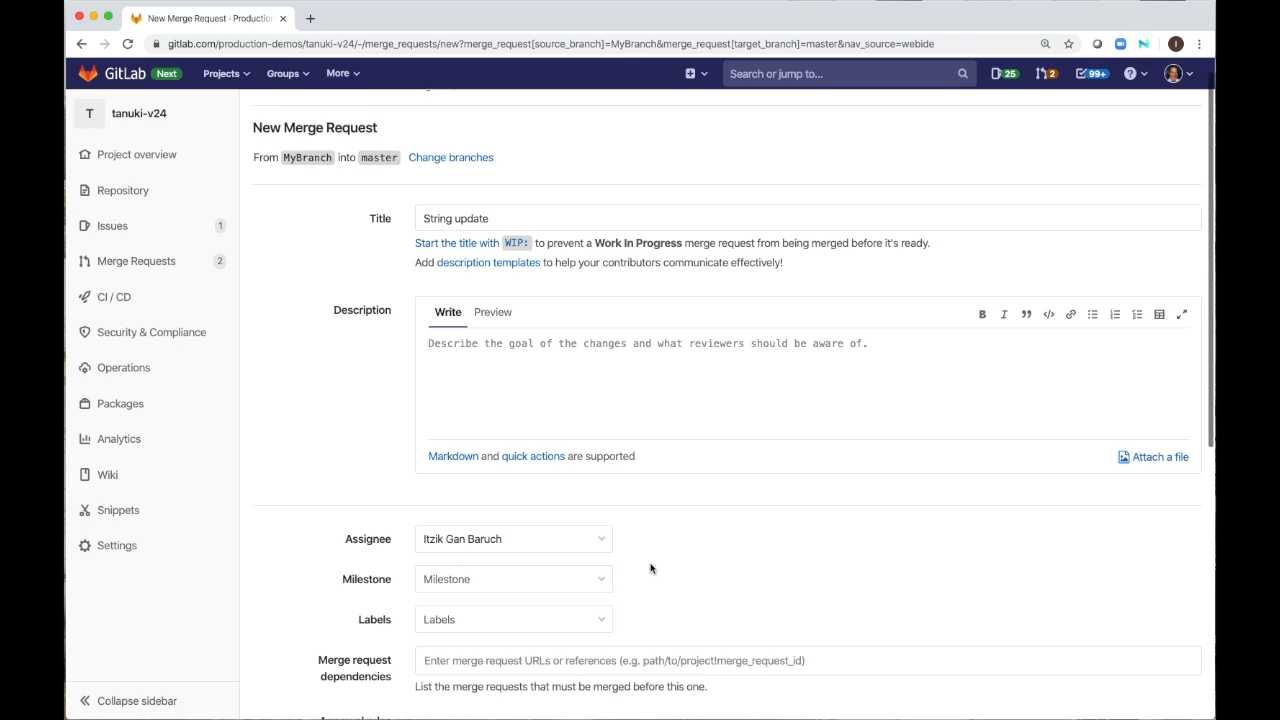 New Merge Request · Production
gitlab.com/production-demos/tanuki-v24/-/merge_requests/new?merge_request[source_branch]=MyBranch&merge_request[target_branch]=master&nav_source=webide
I
GitLab Next Projects Groups More Search or jump to... 25 2 99+
T tanuki-v24
Project overview
Repository
Issues 1
Merge Requests 2
CI / CD
Security & Compliance
Operations
Packages
Analytics
Wiki
Snippets
Settings
Collapse sidebar
New Merge Request
From MyBranch into master Change branches
Title String update
Start the title with WIP: to prevent a Work In Progress merge request from being merged before it's ready.
Add description templates to help your contributors communicate effectively!
Description Write Preview
Describe the goal of the changes and what reviewers should be aware of.
Markdown and quick actions are supported Attach a file
Assignee Itzik Gan Baruch
Milestone Milestone
Labels Labels
Merge request dependencies Enter merge request URLs or references (e.g. path/to/project!merge_request_id)
List the merge requests that must be merged before this one.